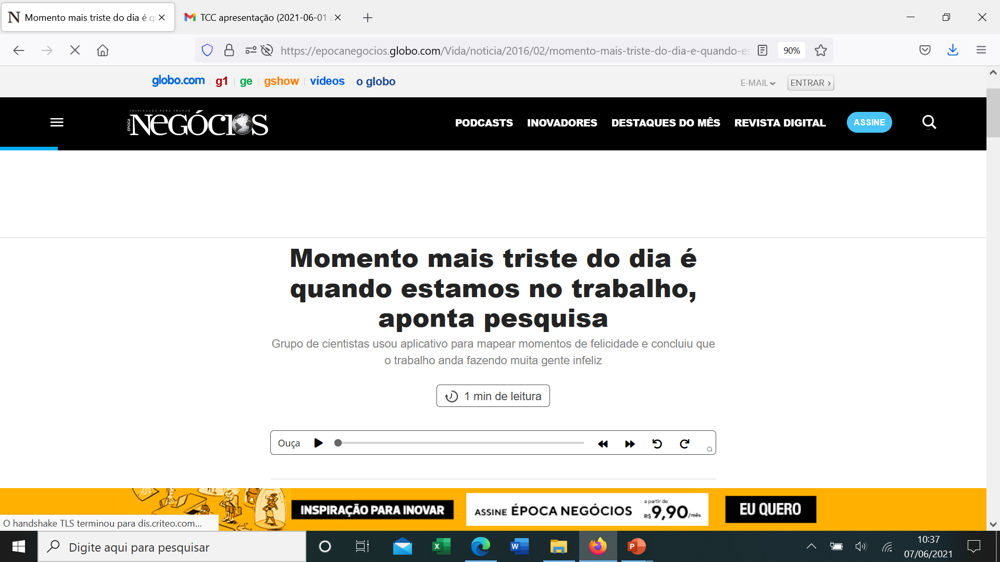 Momento mais triste do dia é q
TCC apresentação (2021-06-01 a
https://epocanegocios.globo.com/Vida/noticia/2016/02/momento-mais-triste-do-dia-e-quando-es
90%
globo.com g1 ge gshow vídeos o globo
E-MAIL ENTRAR
INSPIRAÇÃO PARA INOVAR
ÉPOCA NEGÓCIOS
PODCASTS INOVADORES DESTAQUES DO MÊS REVISTA DIGITAL ASSINE
Momento mais triste do dia é
quando estamos no trabalho,
aponta pesquisa
Grupo de cientistas usou aplicativo para mapear momentos de felicidade e concluiu que
o trabalho anda fazendo muita gente infeliz
1 min de leitura
Ouça
INSPIRAÇÃO PARA INOVAR
ASSINE ÉPOCA NEGÓCIOS a partir de R$ 9,90/mês
EU QUERO
O handshake TLS terminou para dis.criteo.com...
Digite aqui para pesquisar
10:37
07/06/2021